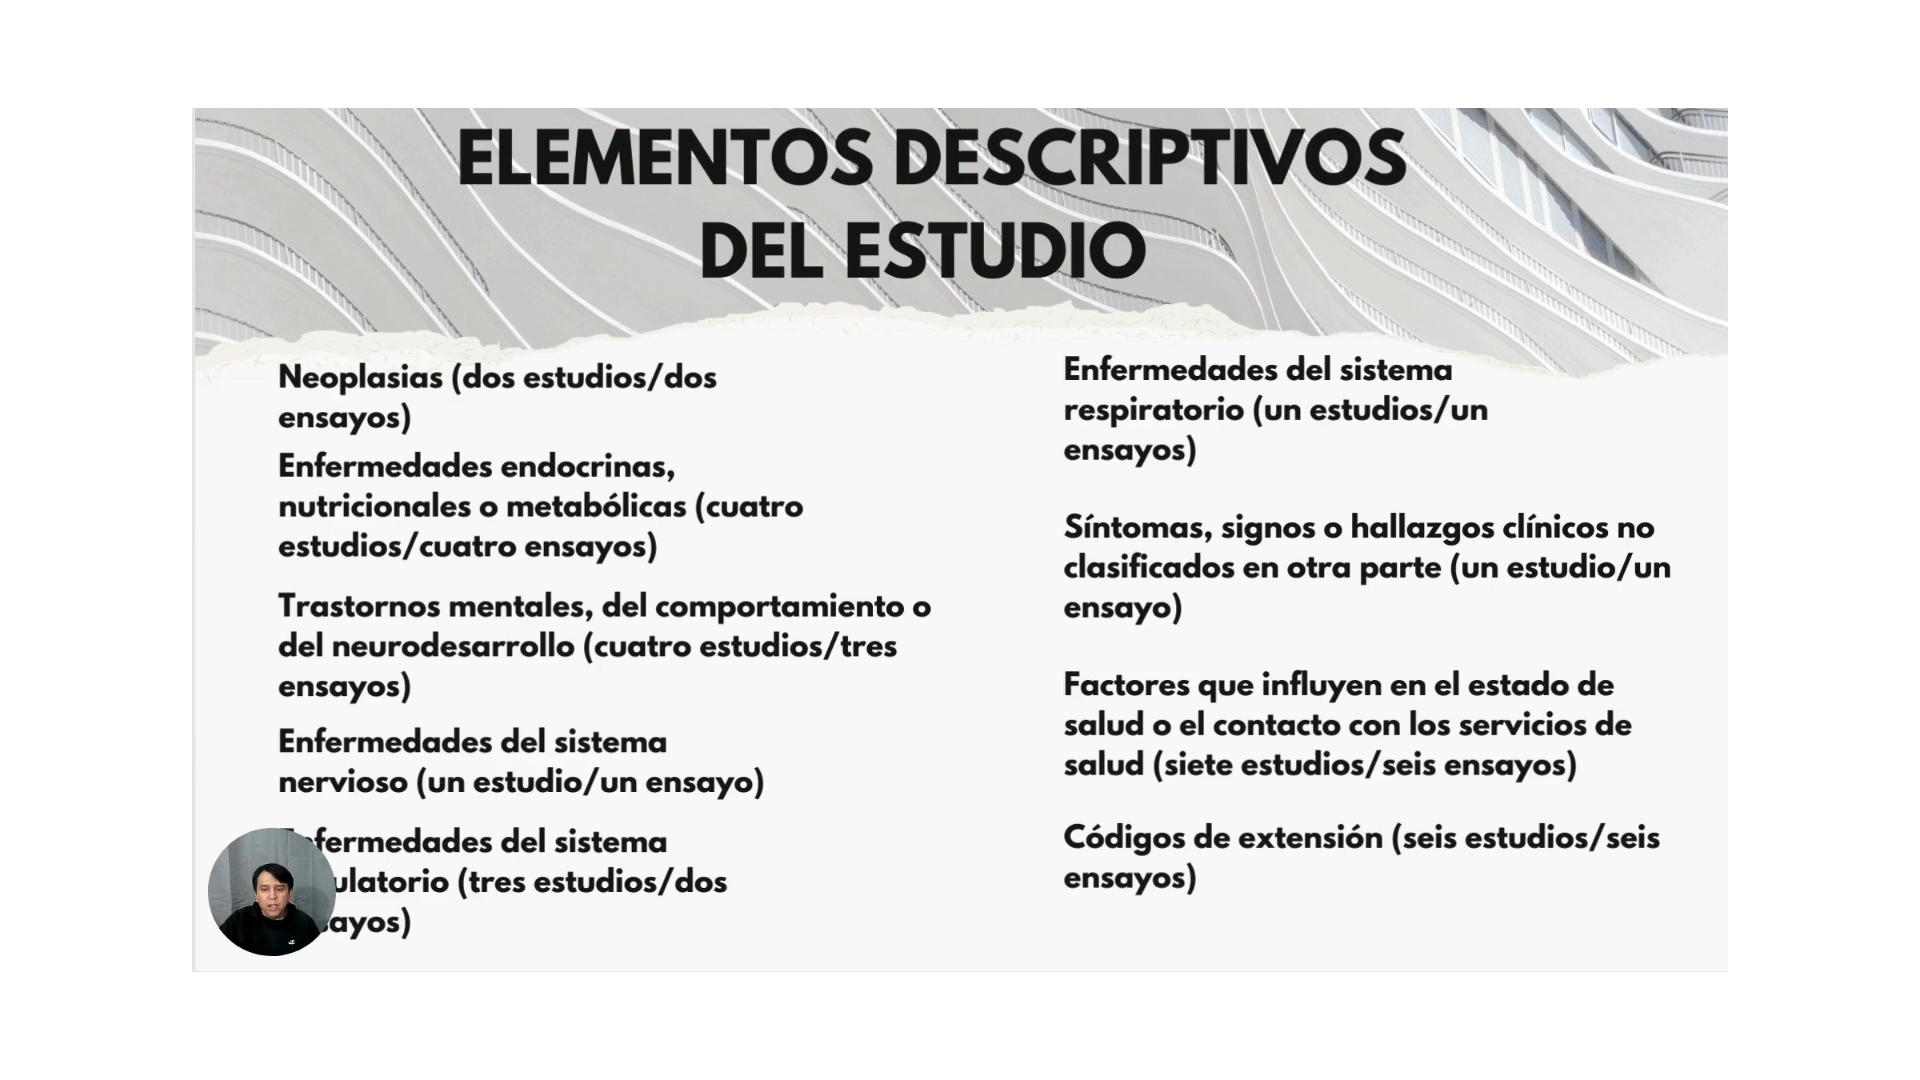 ELEMENTOS DESCRIPTIVOS
DEL ESTUDIO
Neoplasias (dos estudios/dos
ensayos)
Enfermedades endocrinas,
nutricionales o metabólicas (cuatro
estudios/cuatro ensayos)
Trastornos mentales, del comportamiento o
del neurodesarrollo (cuatro estudios/tres
ensayos)
Enfermedades del sistema
nervioso (un estudio/un ensayo)
Enfermedades del sistema
(tres estudios/dos
ensayos)
Enfermedades del sistema
respiratorio (un estudios/un
ensayos)
Síntomas, signos o hallazgos clínicos no
clasificados en otra parte (un estudio/un
ensayo)
Factores que influyen en el estado de
salud o el contacto con los servicios de
salud (siete estudios/seis ensayos)
Códigos de extensión (seis estudios/seis
ensayos)